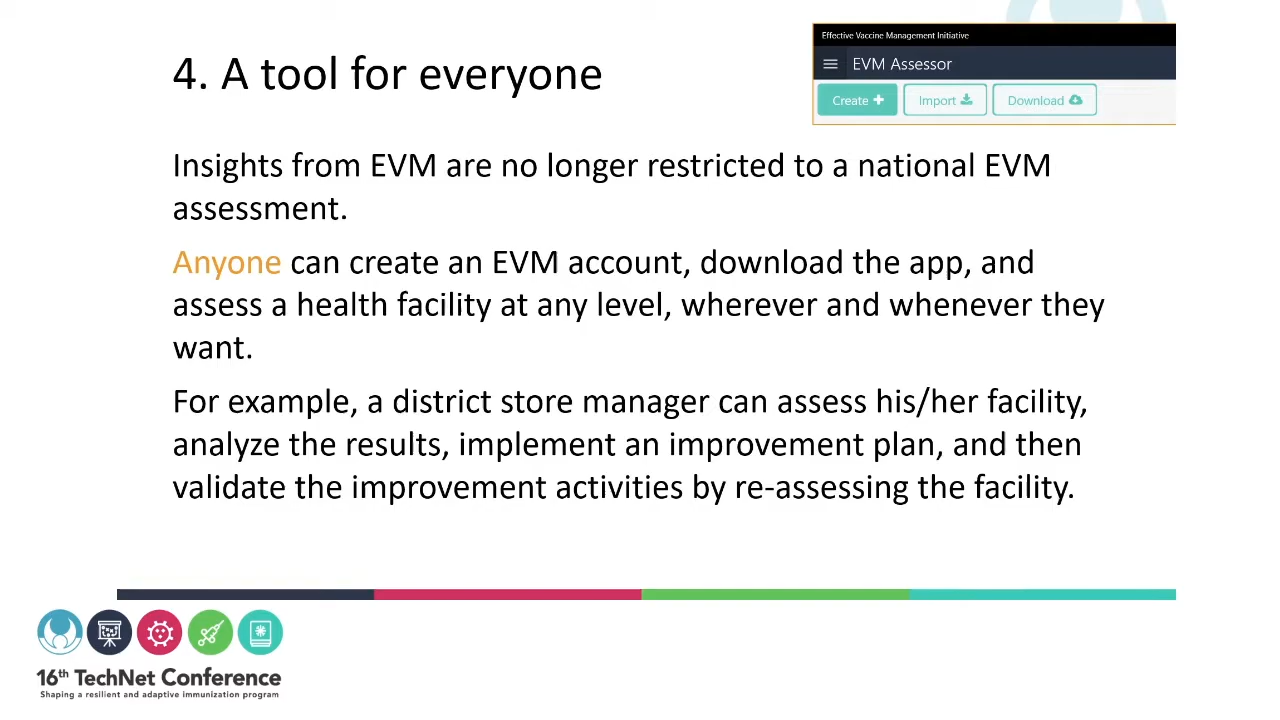 4. A tool for everyone
Effective Vaccine Management Initiative
EVM Assessor
Create
Import
Download
Insights from EVM are no longer restricted to a national EVM
assessment.
Anyone can create an EVM account, download the app, and
assess a health facility at any level, wherever and whenever they
want.
For example, a district store manager can assess his/her facility,
analyze the results, implement an improvement plan, and then
validate the improvement activities by re-assessing the facility.
16th TechNet Conference
Shaping a resilient and adaptive immunization program